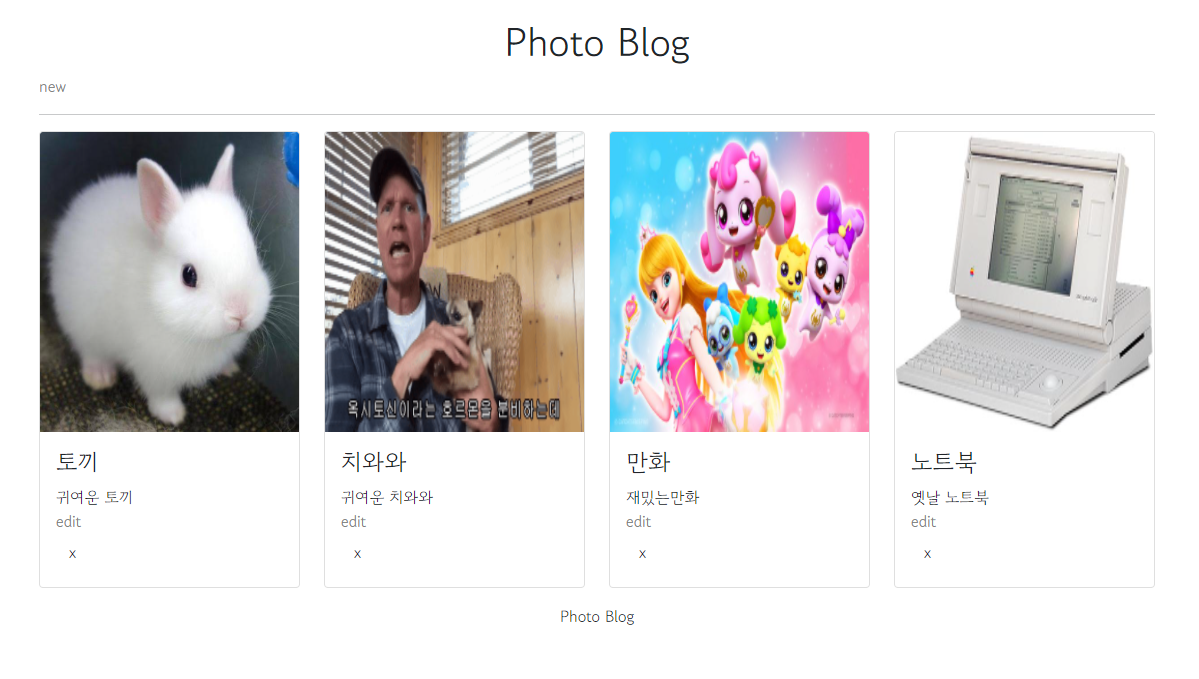 Photo Blog
new
옥시토신이라는 호르몬을 분비하는데
토끼
귀여운 토끼
edit
x
치와와
귀여운 치와와
edit
x
만화
재밌는만화
edit
x
노트북
옛날 노트북
edit
x
Photo Blog